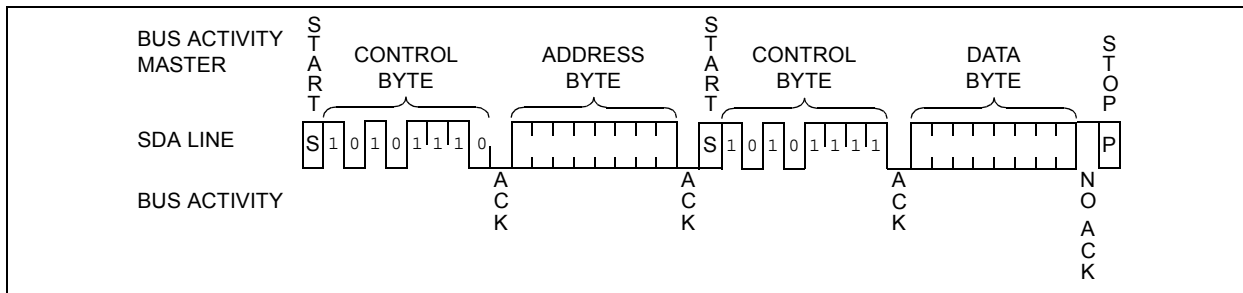 BUS ACTIVITY
MASTER
START
CONTROL
BYTE
ADDRESS
BYTE
START
CONTROL
BYTE
DATA
BYTE
STOP
SDA LINE
S 1 0 1 0 1 1 1 0
S 1 0 1 0 1 1 1 1
P
BUS ACTIVITY
ACK
ACK
ACK
NO ACK